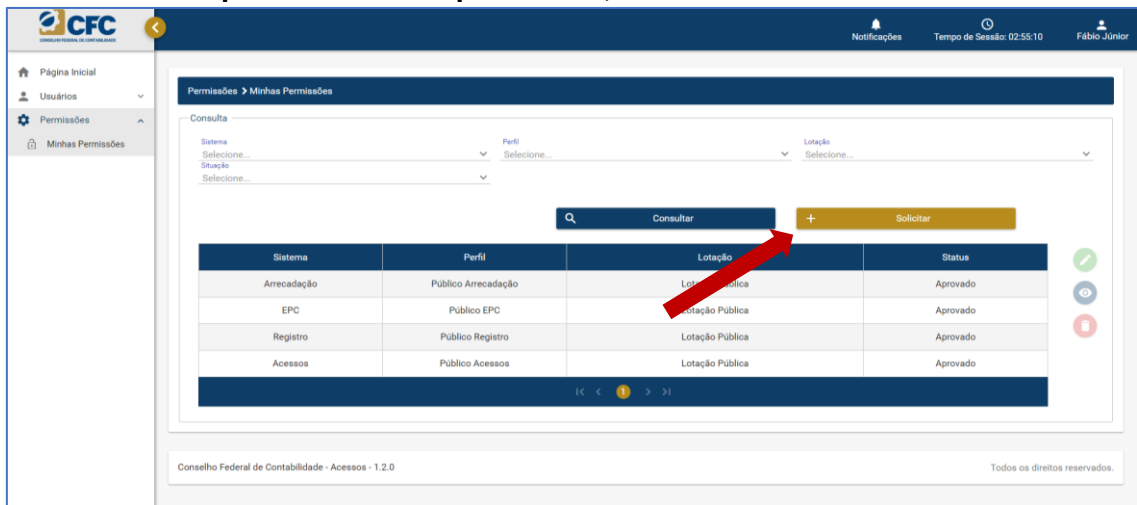 CFC
CONSELHO FEDERAL DE CONTABILIDADE
Notificações
Tempo de Sessão: 02:55:10
Fábio Júnior
Página Inicial
Usuários
Permissões
Minhas Permissões
Permissões > Minhas Permissões
Consulta
Sistema Perfil Lotação
Selecione... Selecione... Selecione...
Situação
Selecione...
Consultar + Solicitar
Sistema Perfil Lotação Status
Arrecadação Público Arrecadação Aprovado
EPC Público EPC Lotação Pública Aprovado
Registro Público Registro Lotação Pública Aprovado
Acessos Público Acessos Lotação Pública Aprovado
|< < 1 > >|
Conselho Federal de Contabilidade - Acessos - 1.2.0 Todos os direitos reservados.